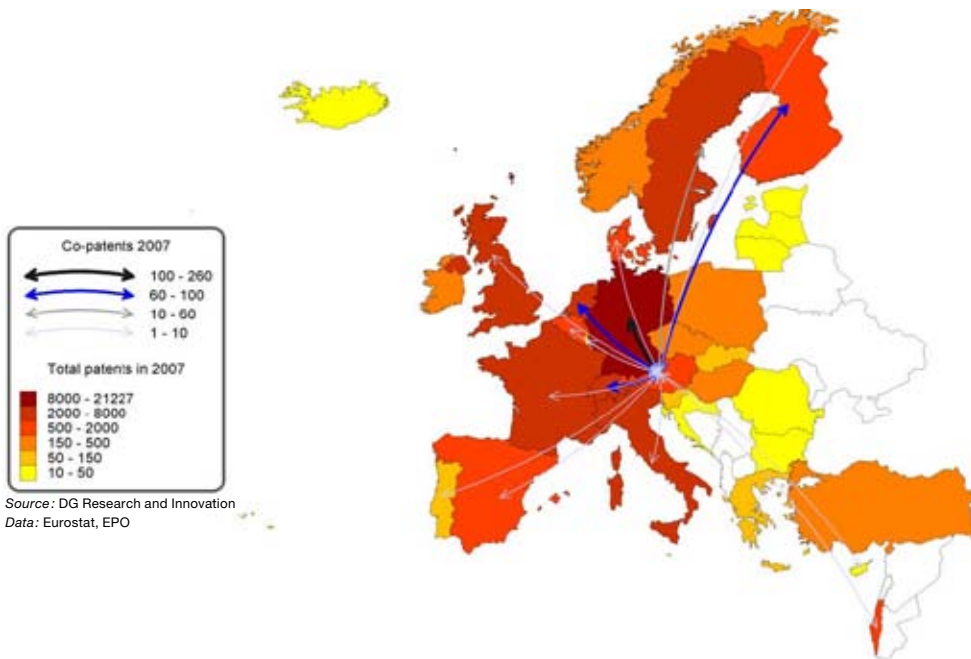 Co-patents 2007
100 - 260
60 - 100
10 - 60
1 - 10
Total patents in 2007
8000 - 21227
2000 - 8000
500 - 2000
150 - 500
50 - 150
10 - 50
Source: DG Research and Innovation
Data: Eurostat, EPO